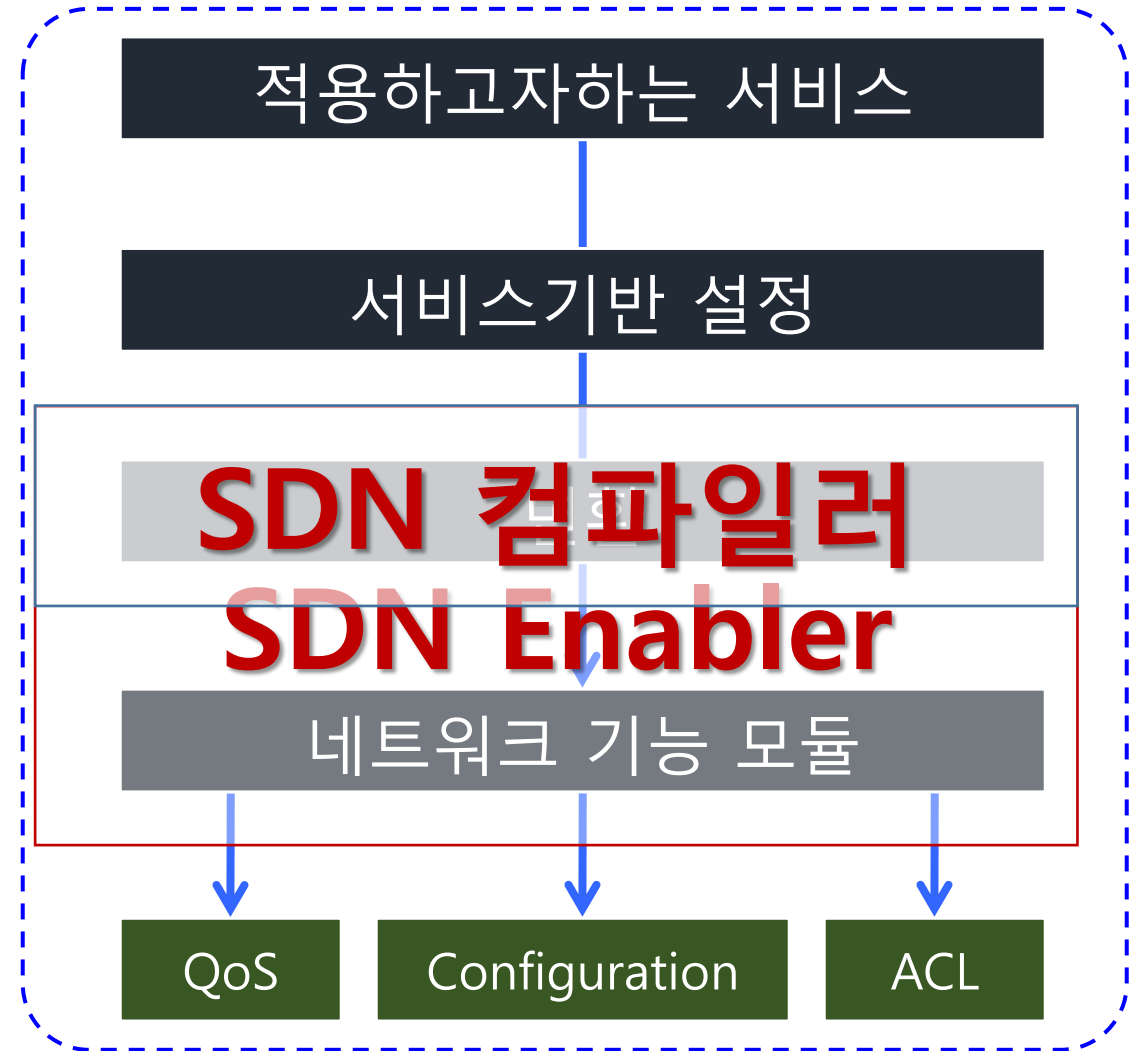 적용하고자하는 서비스
서비스기반 설정
SDN 컴파일러
SDN Enabler
네트워크 기능 모듈
QoS
Configuration
ACL